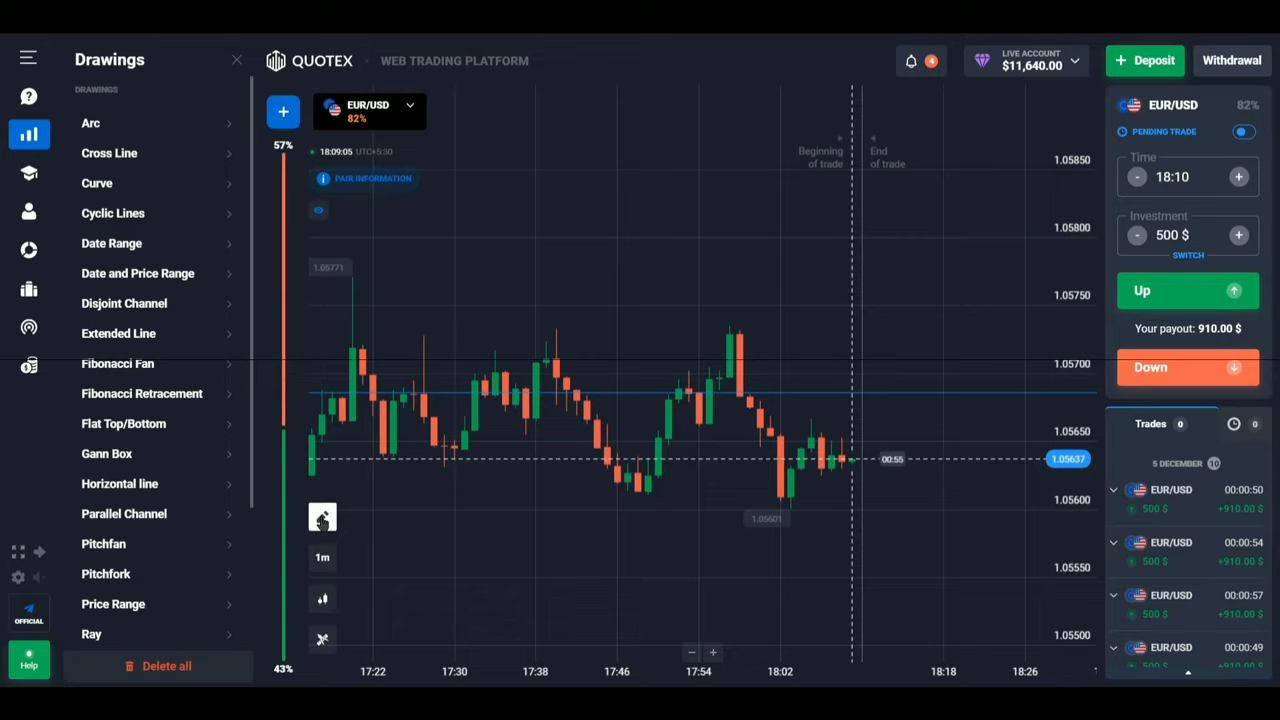 Drawings
DRAWINGS
Arc
Cross Line
Curve
Cyclic Lines
Date Range
Date and Price Range
Disjoint Channel
Extended Line
Fibonacci Fan
Fibonacci Retracement
Flat Top/Bottom
Gann Box
Horizontal line
Parallel Channel
Pitchfan
Pitchfork
Price Range
Ray
Delete all
OFFICIAL
Help
QUOTEX
WEB TRADING PLATFORM
4
LIVE ACCOUNT
$11,640.00
+ Deposit
Withdrawal
+
EUR/USD
82%
57%
18:09:05 UTC+5:30
PAIR INFORMATION
Beginning
of trade
End
of trade
1.05850
1.05800
1.05771
1.05750
1.05700
1.05650
00:55
1.05637
1.05600
1.05601
1.05550
1.05500
1m
- +
43%
17:22
17:30
17:38
17:46
17:54
18:02
18:18
18:26
EUR/USD 82%
PENDING TRADE
Time
- 18:10 +
Investment
- 500 $ +
SWITCH
Up
Your payout: 910.00 $
Down
Trades 0
0
5 DECEMBER 10
EUR/USD 00:00:50
500 $ +910.00 $
EUR/USD 00:00:54
500 $ +910.00 $
EUR/USD 00:00:57
500 $ +910.00 $
EUR/USD 00:00:49
500 $ +910.00 $